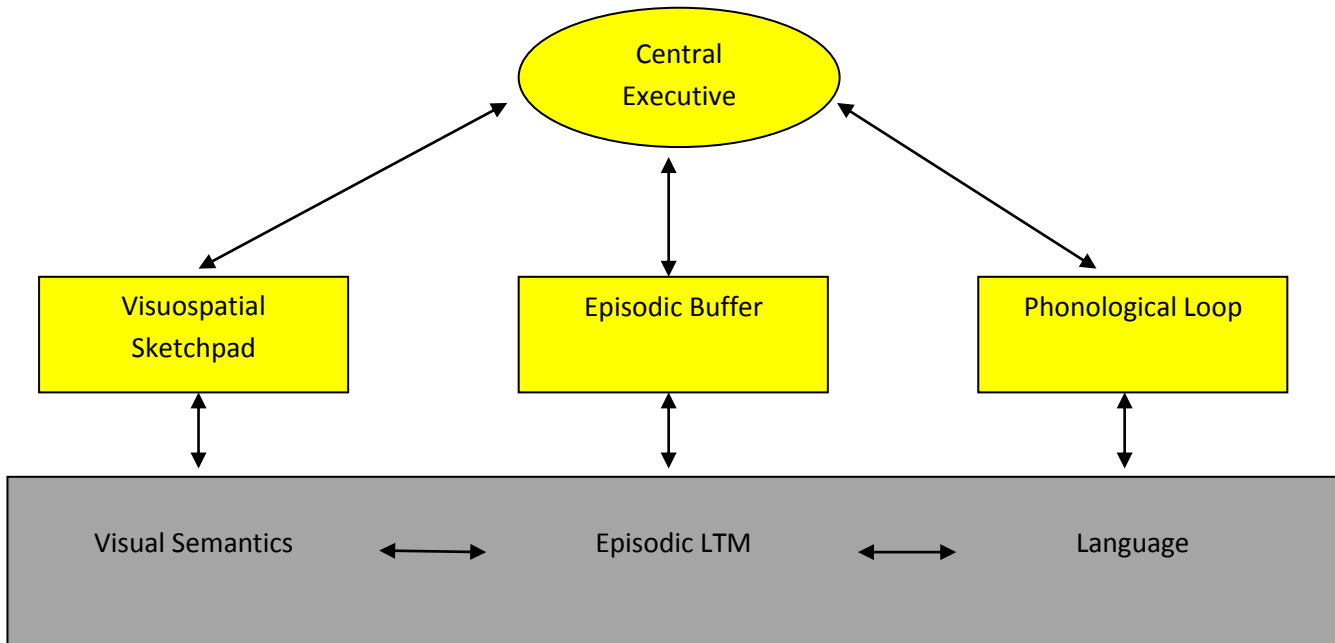 Central
Executive
Visuospatial
Sketchpad
Episodic Buffer
Phonological Loop
Visual Semantics
Episodic LTM
Language